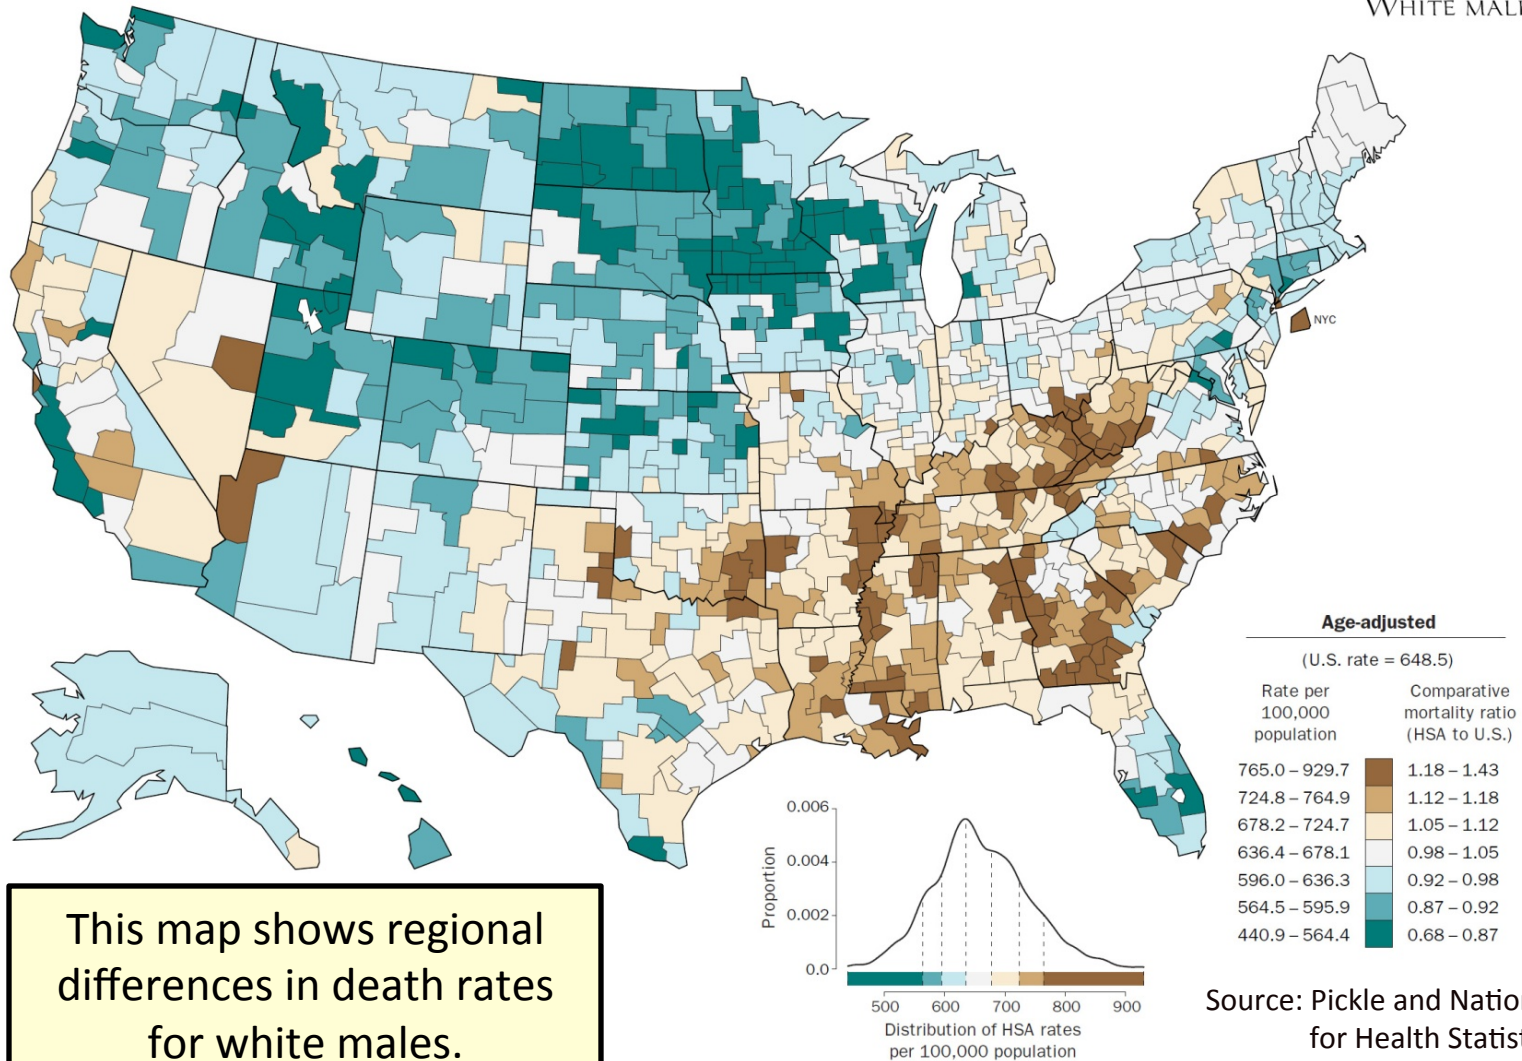 WHITE MALE
NYC
Age-adjusted
(U.S. rate = 648.5)
Rate per
100,000
population
Comparative
mortality ratio
(HSA to U.S.)
765.0 – 929.7 1.18 – 1.43
724.8 – 764.9 1.12 – 1.18
678.2 – 724.7 1.05 – 1.12
636.4 – 678.1 0.98 – 1.05
596.0 – 636.3 0.92 – 0.98
564.5 – 595.9 0.87 – 0.92
440.9 – 564.4 0.68 – 0.87
Proportion
0.006
0.004
0.002
0.0
500 600 700 800 900
Distribution of HSA rates
per 100,000 population
This map shows regional
differences in death rates
for white males.
Source: Pickle and Nation
for Health Statist